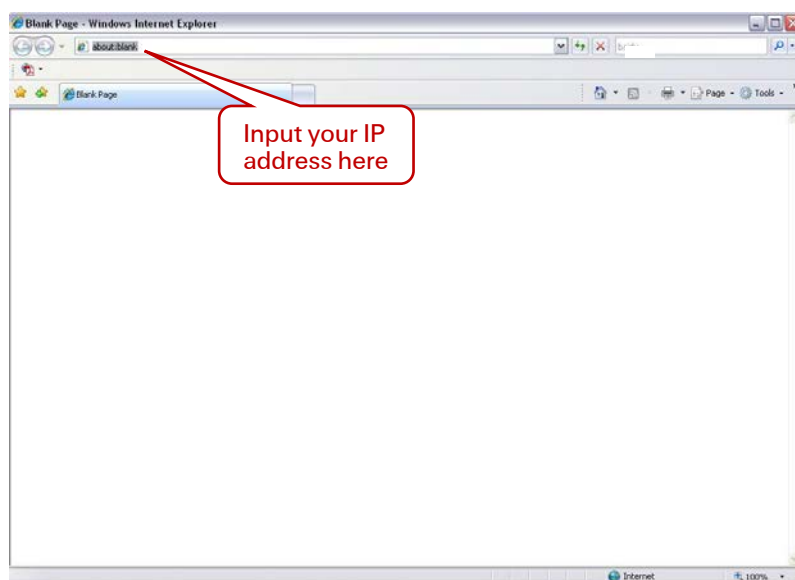 Blank Page - Windows Internet Explorer
about:blank
Blank Page
Page
Tools
Input your IP
address here
Internet
100%